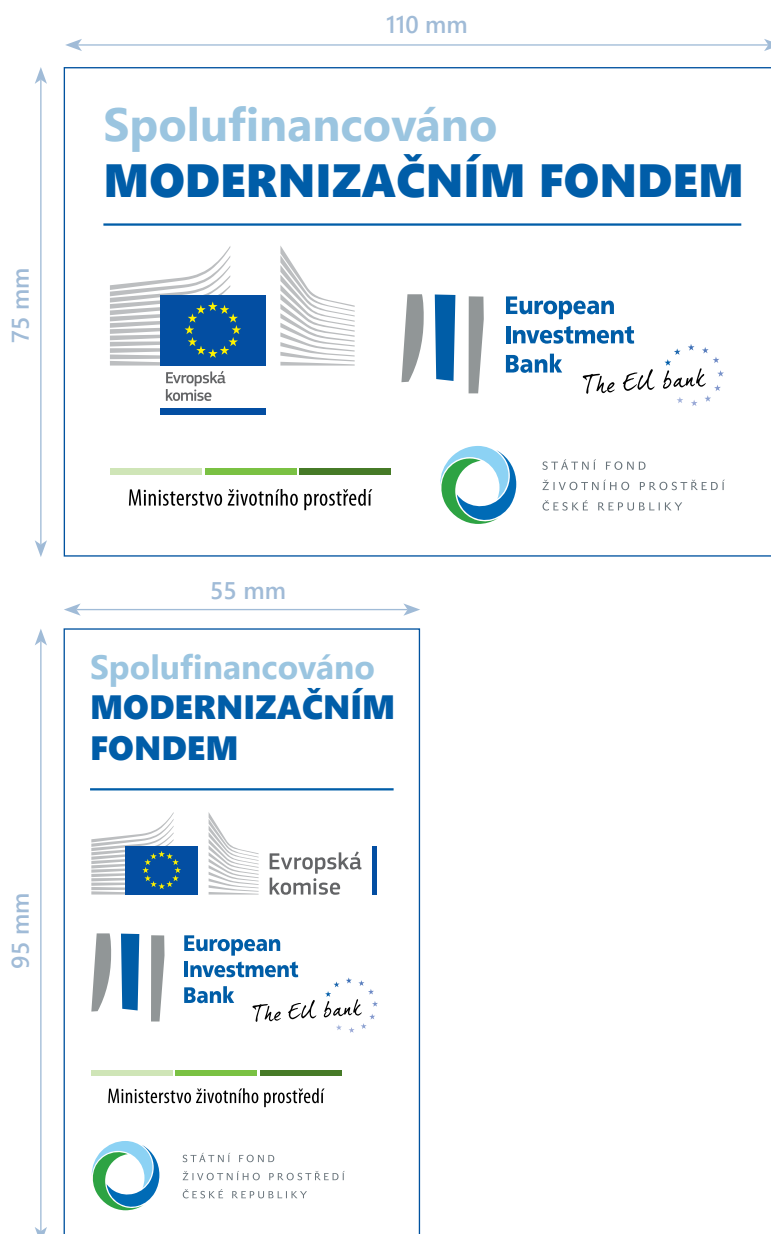 110 mm
75 mm
Spolufinancováno
MODERNIZAČNÍM FONDEM
Evropská
komise
European
Investment
Bank
The EU bank
Ministerstvo životního prostředí
STÁTNÍ FOND
ŽIVOTNÍHO PROSTŘEDÍ
ČESKÉ REPUBLIKY
55 mm
95 mm
Spolufinancováno
MODERNIZAČNÍM
FONDEM
Evropská
komise
European
Investment
Bank
The EU bank
Ministerstvo životního prostředí
STÁTNÍ FOND
ŽIVOTNÍHO PROSTŘEDÍ
ČESKÉ REPUBLIKY